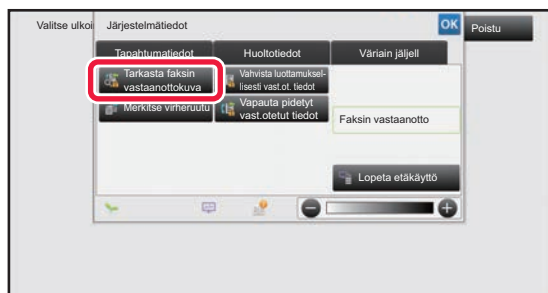 Valitse ulkoi
Järjestelmätiedot
OK
Poistu
Tapahtumatiedot
Huoltotiedot
Väriain jäljell
Tarkasta faksin
vastaanottokuva
Vahvista luottamuksel-
lisesti vast.ot. tiedot
Merkitse virheruutu
Vapauta pidetyt
vast.otetut tiedot
Faksin vastaanotto
Lopeta etäkäyttö